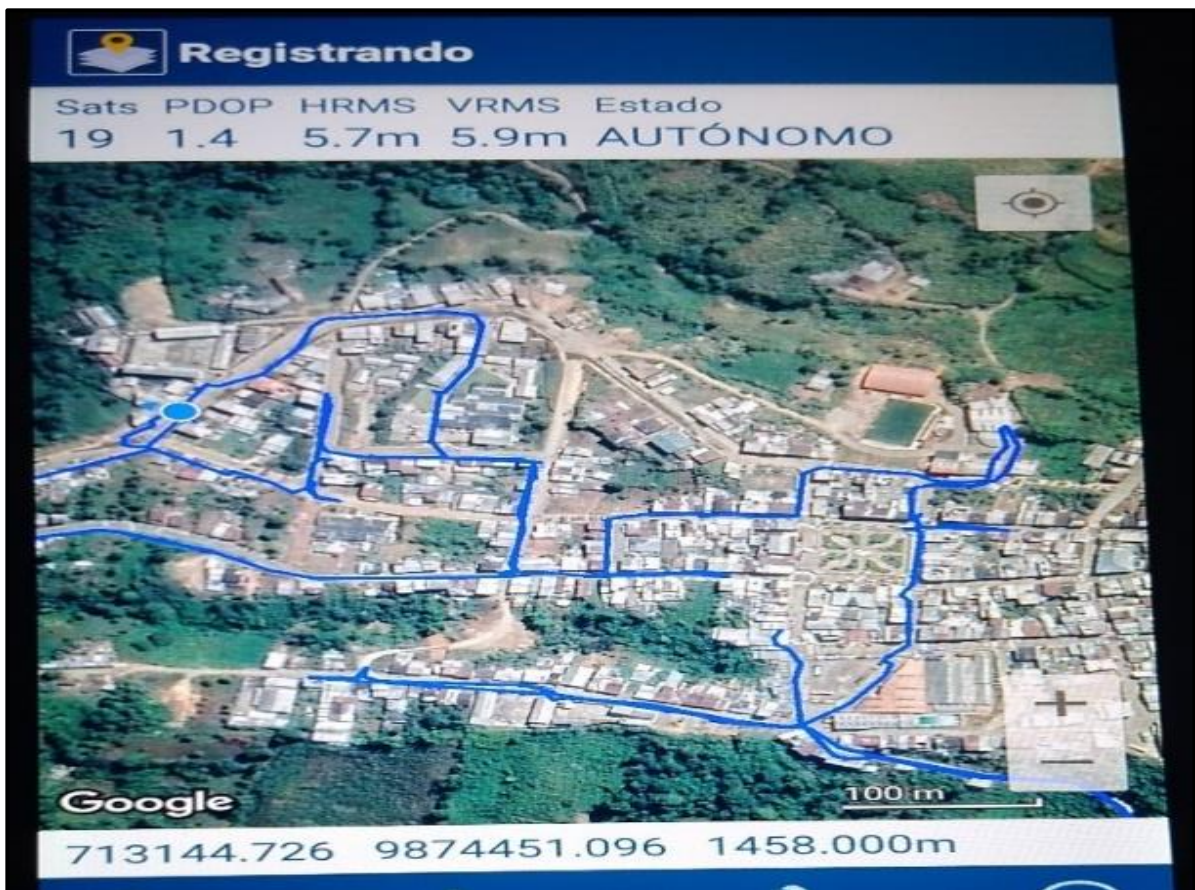 Registrando
Sats PDOP HRMS VRMS Estado
19 1.4 5.7m 5.9m AUTÓNOMO
+
−
Google
100 m
713144.726 9874451.096 1458.000m